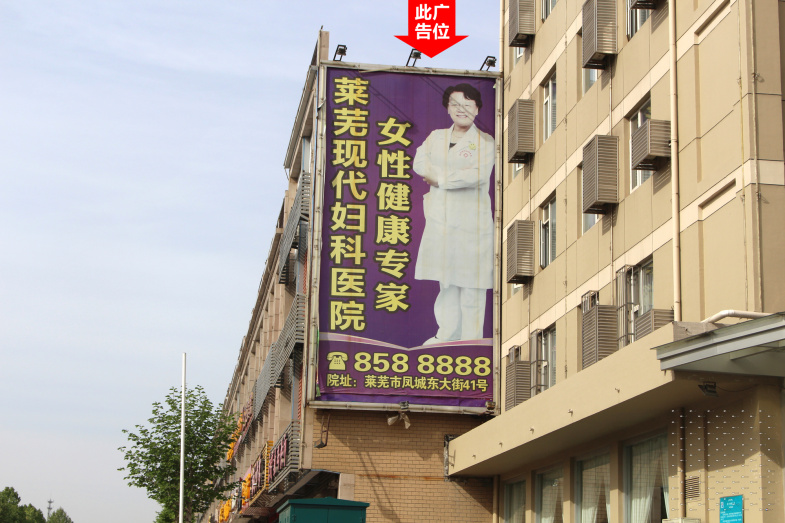 此广
告位
莱芜现代妇科医院
女性健康专家
☎858 8888
院址：莱芜市凤城东大街41号